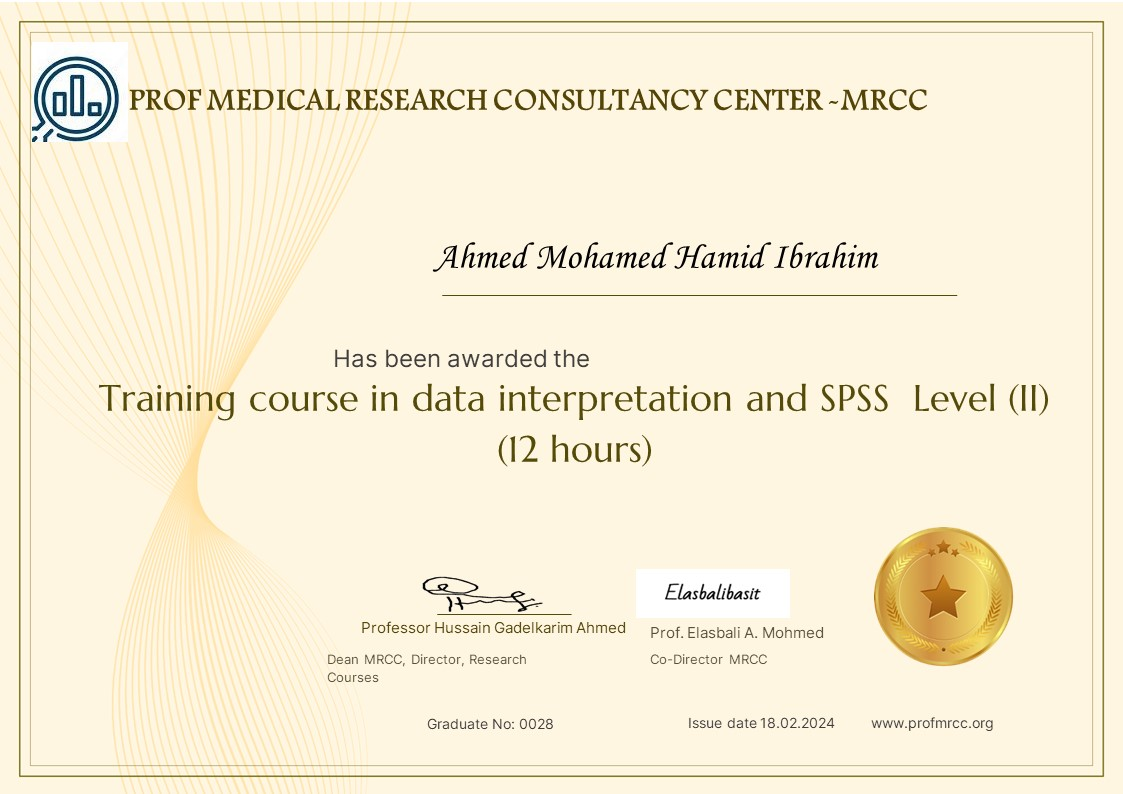 PROF MEDICAL RESEARCH CONSULTANCY CENTER ~MRCC
Ahmed Mohamed Hamid Ibrahim
Has been awarded the
Training course in data interpretation and SPSS Level (II)
(12 hours)
Elasbalibasit
Professor Hussain Gadelkarim Ahmed
Prof. Elasbali A. Mohmed
Dean MRCC, Director, Research
Courses
Co-Director MRCC
Graduate No: 0028
Issue date 18.02.2024
www.profmrcc.org